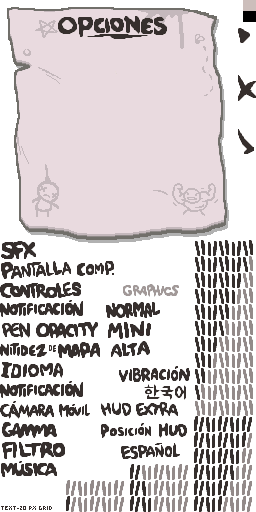 OPCIONES
SFX
PANTALLA COMP.
CONTROLES GRAPHICS
NOTIFICACIÓN NORMAL
PEN OPACITY MINI
NITIDEZ DE MAPA ALTA
IDIOMA VIBRACIÓN
NOTIFICACIÓN 한국어
CÁMARA MÓVIL HUD EXTRA
GAMMA POSICIÓN HUD
FILTRO ESPAÑOL
MÚSICA
TEXT-20 PX GRID